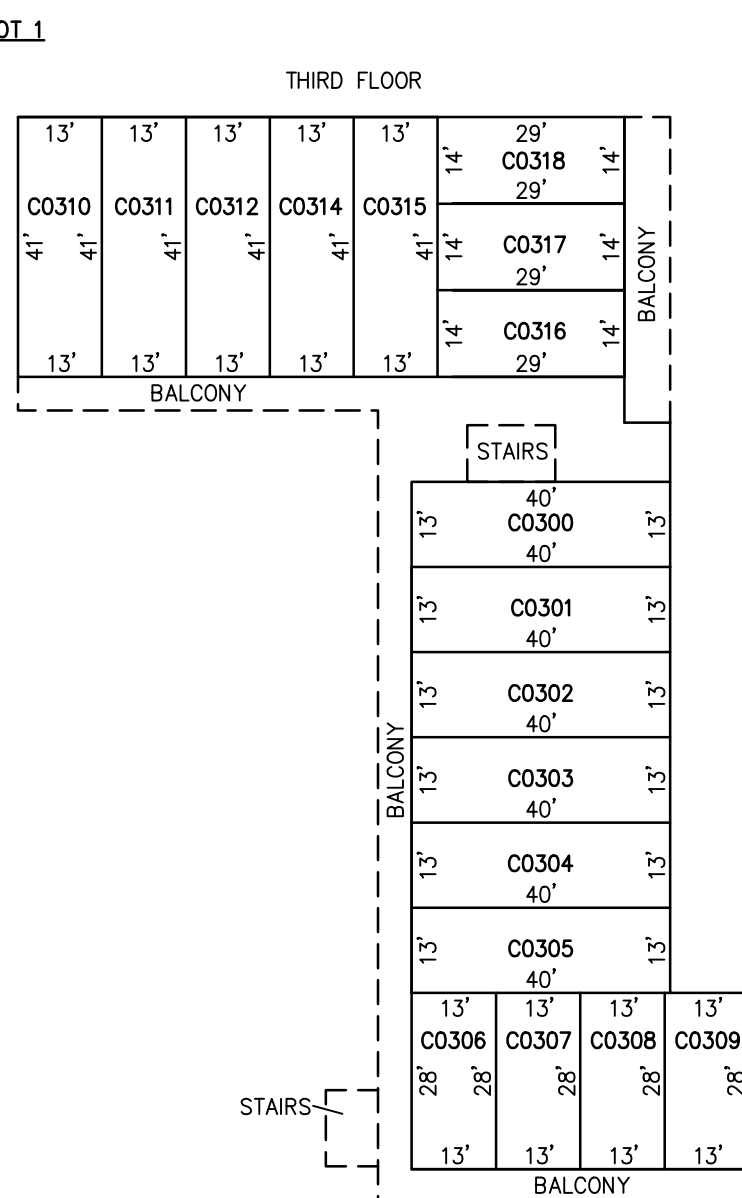 OT 1
THIRD FLOOR
13' 13' 13' 13' 13' 29'
14' C0318 14'
29'
C0310 C0311 C0312 C0314 C0315
41' 41' 41' 41' 41' 41' 14' C0317 14'
29'
BALCONY
14' C0316 14'
13' 13' 13' 13' 13' 29'
BALCONY
STAIRS
40'
13' C0300 13'
40'
13' C0301 13'
40'
13' C0302 13'
40'
BALCONY
13' C0303 13'
40'
13' C0304 13'
40'
13' C0305 13'
40'
13' 13' 13' 13'
C0306 C0307 C0308 C0309
28' 28' 28' 28' 28'
STAIRS
13' 13' 13' 13'
BALCONY